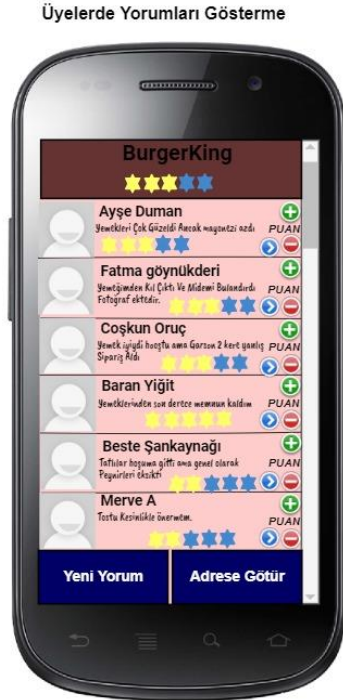 Üyelerde Yorumları Gösterme
BurgerKing
Ayşe Duman
Yemekleri Çok Güzeldi Ancak mayonezi azdı
PUAN
Fatma göynükderi
Yemeğimden Kıl Çıktı Ve Midemi Bulandırdı
Fotoğraf ektedir.
PUAN
Coşkun Oruç
Yemek iyiydi hoştu ama Garson 2 kere yanlış
Sipariş Aldı
PUAN
Baran Yiğit
Yemeklerinden son derece memnun kaldım
PUAN
Beste Şankaynağı
Tatlılar hoşuma gitti ama genel olarak
Peynirleri eksikti
PUAN
Merve A
Tostu Kesinlikle önermem.
PUAN
Yeni Yorum
Adrese Götür